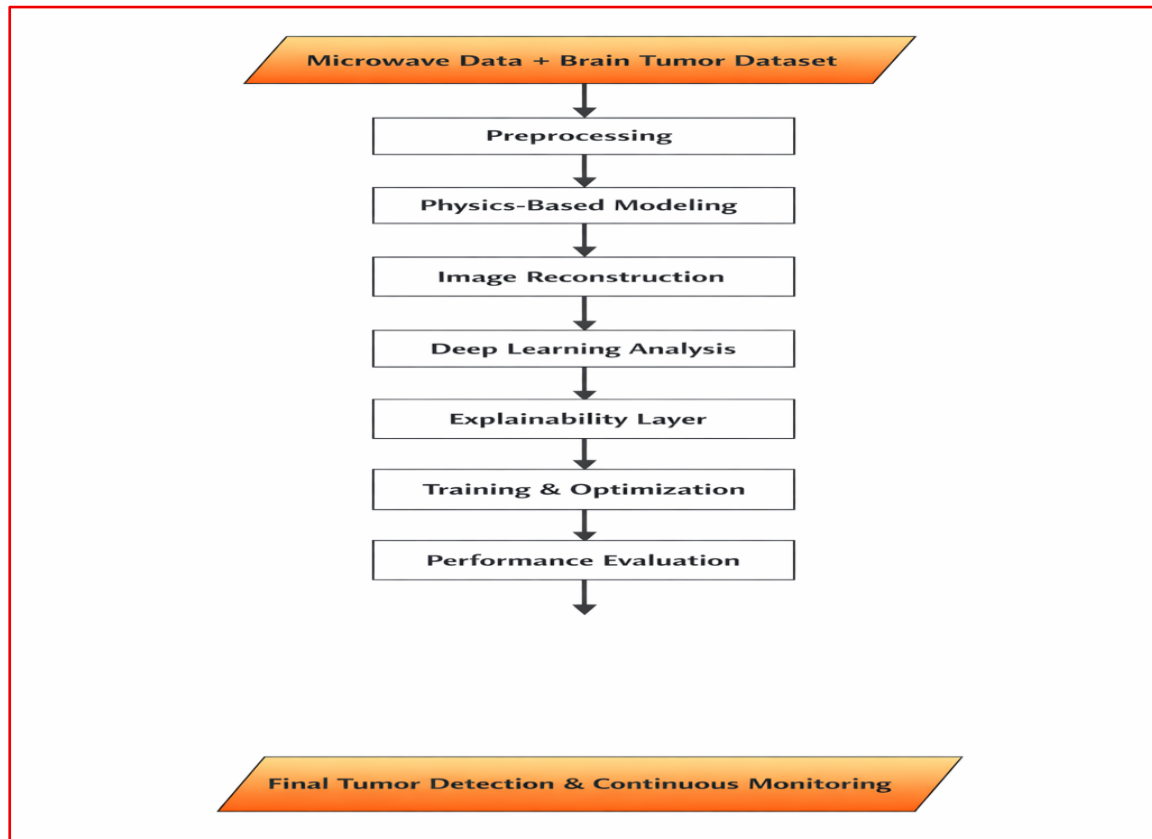 Microwave Data + Brain Tumor Dataset
Preprocessing
Physics-Based Modeling
Image Reconstruction
Deep Learning Analysis
Explainability Layer
Training & Optimization
Performance Evaluation
Final Tumor Detection & Continuous Monitoring